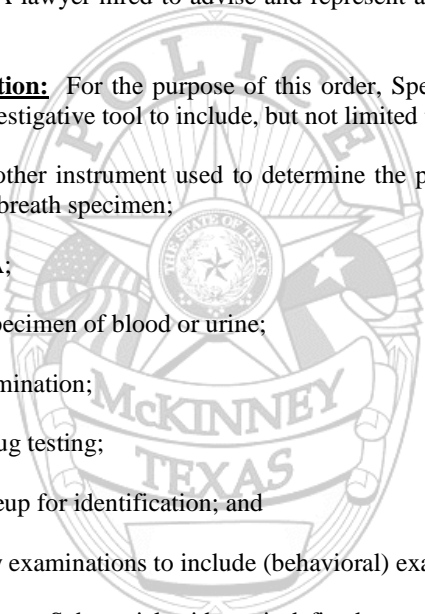 A lawyer hired to advise and represent a
tion: For the purpose of this order, Spe
estigative tool to include, but not limited
other instrument used to determine the p
breath specimen;
;
pecimen of blood or urine;
mination;
ug testing;
eup for identification; and
examinations to include (behavioral) exa
POLICE
THE STATE OF TEXAS
McKINNEY
TEXAS